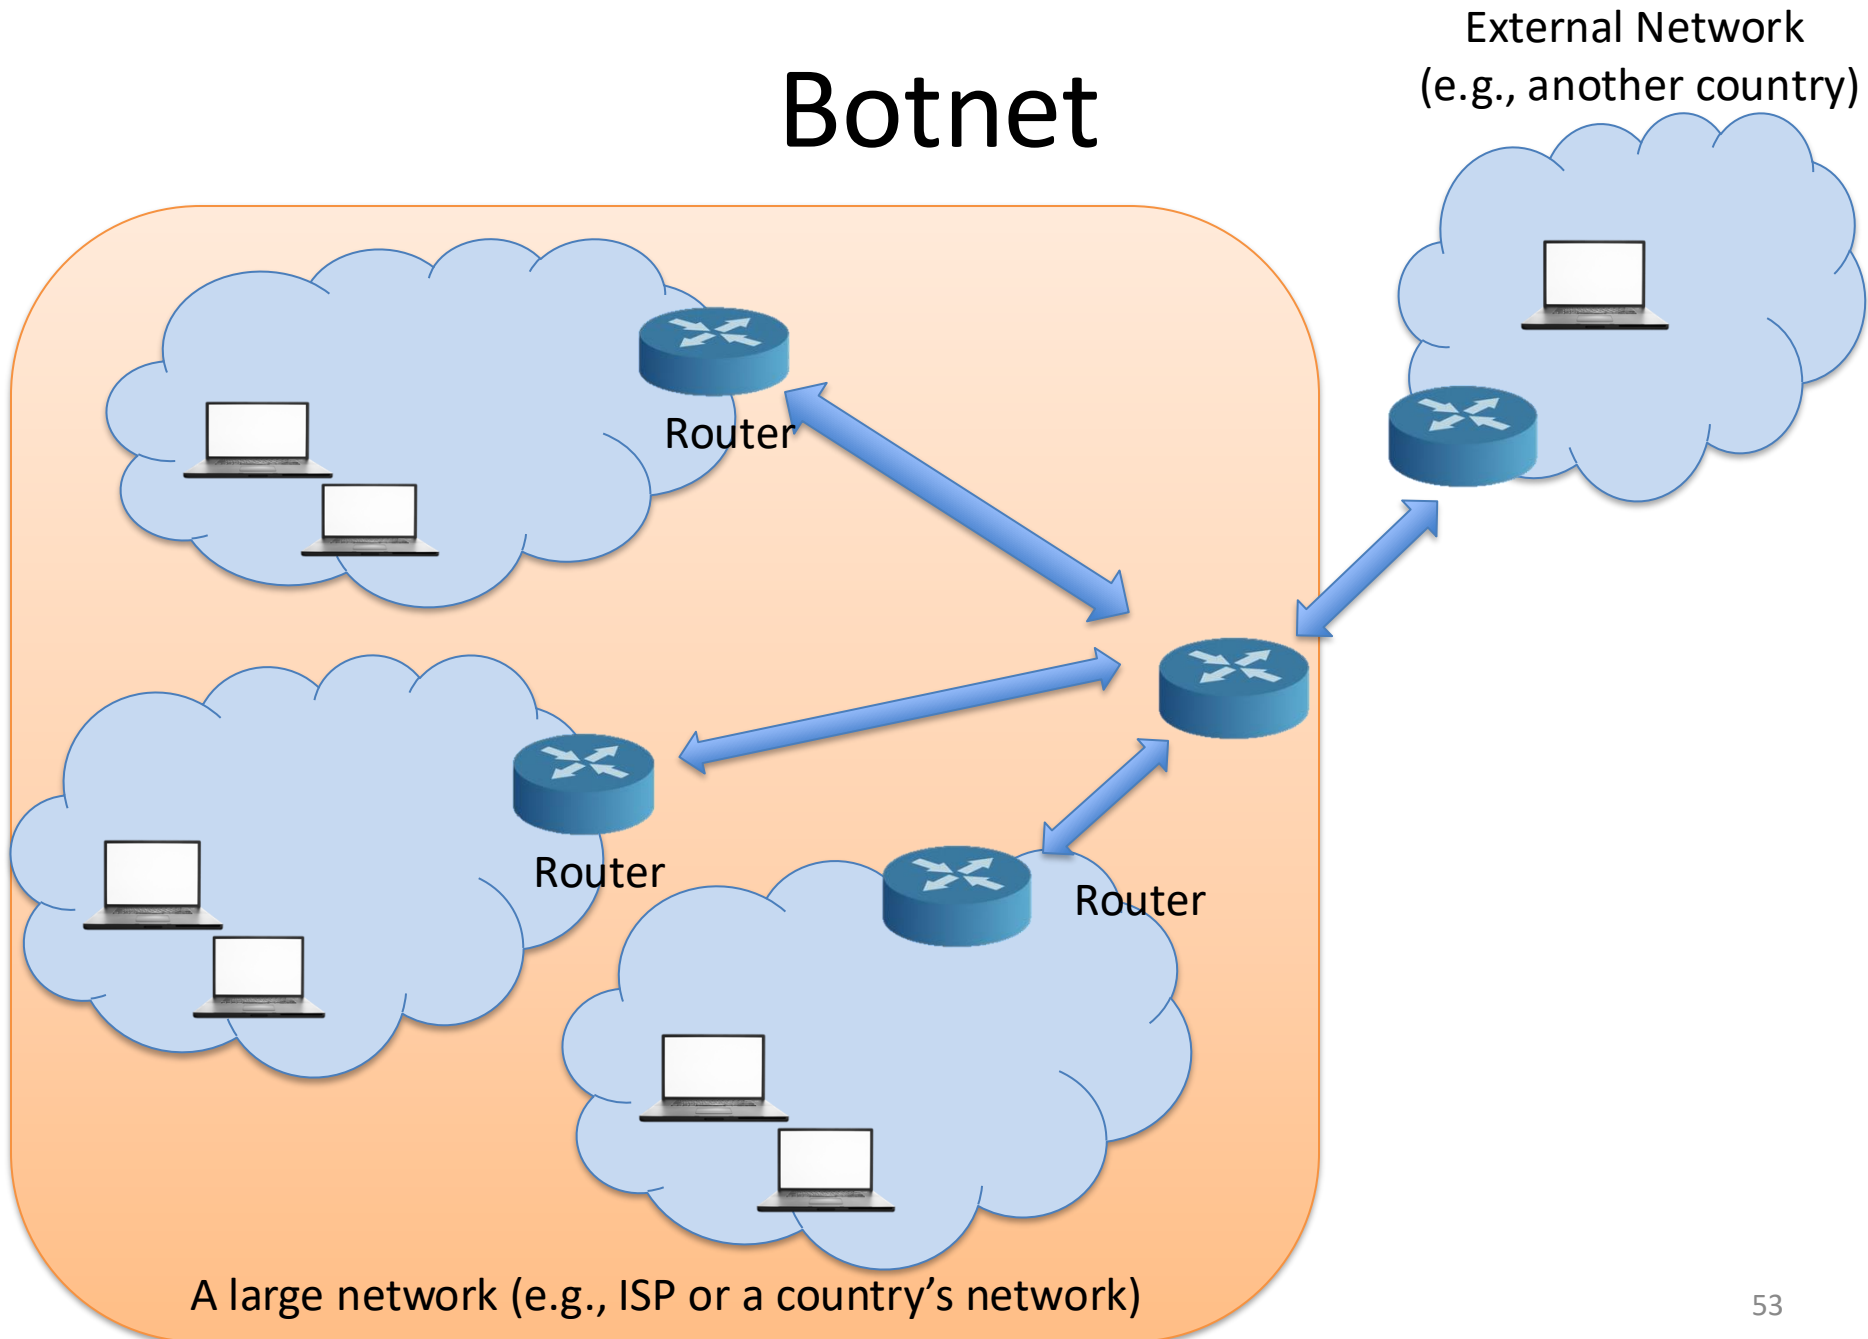 External Network
(e.g., another country)
Botnet
Router
Router
Router
A large network (e.g., ISP or a country’s network)
53